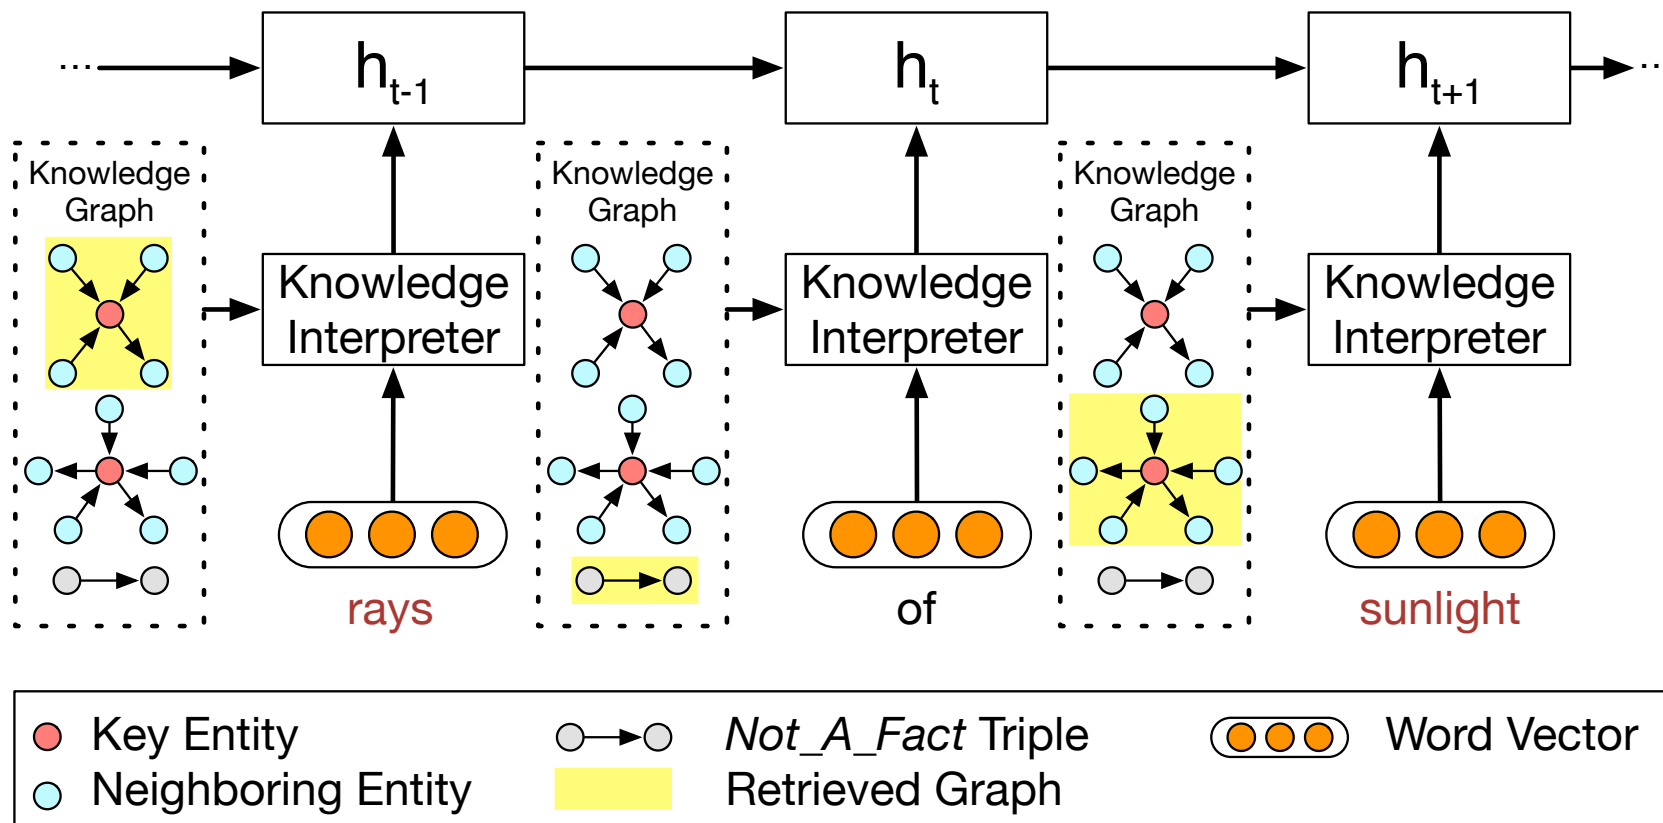 ...
h_{t-1}
h_t
h_{t+1}
...
Knowledge
Graph
Knowledge
Interpreter
rays
Knowledge
Graph
Knowledge
Interpreter
of
Knowledge
Graph
Knowledge
Interpreter
sunlight
Key Entity
Neighboring Entity
Not_A_Fact Triple
Retrieved Graph
Word Vector